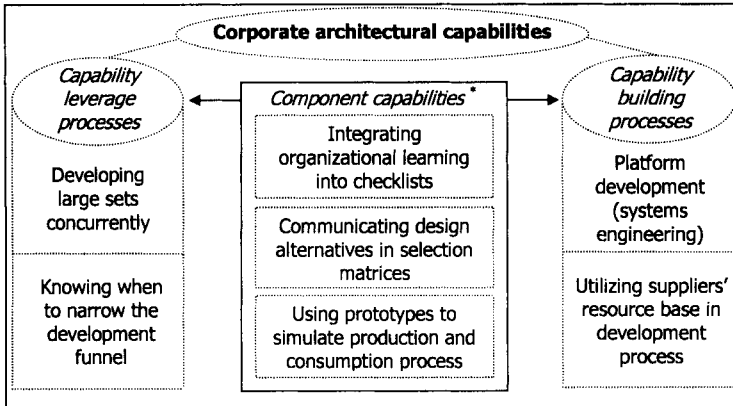 Corporate architectural capabilities
Capability
leverage processes
Developing
large sets
concurrently
Knowing when
to narrow the
development
funnel
Component capabilities*
Integrating
organizational learning
into checklists
Communicating design
alternatives in selection
matrices
Using prototypes to
simulate production and
consumption process
Capability
building
processes
Platform
development
(systems
engineering)
Utilizing suppliers'
resource base in
development
process